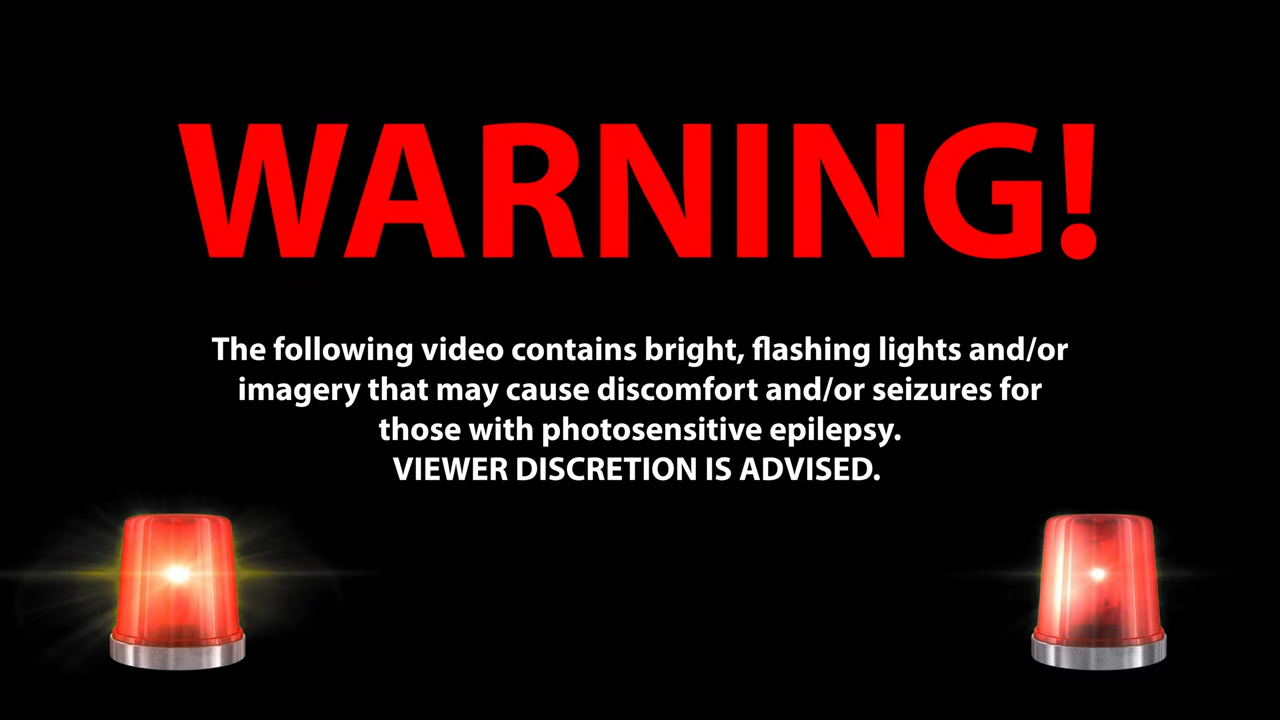 WARNING!
The following video contains bright, flashing lights and/or
imagery that may cause discomfort and/or seizures for
those with photosensitive epilepsy.
VIEWER DISCRETION IS ADVISED.